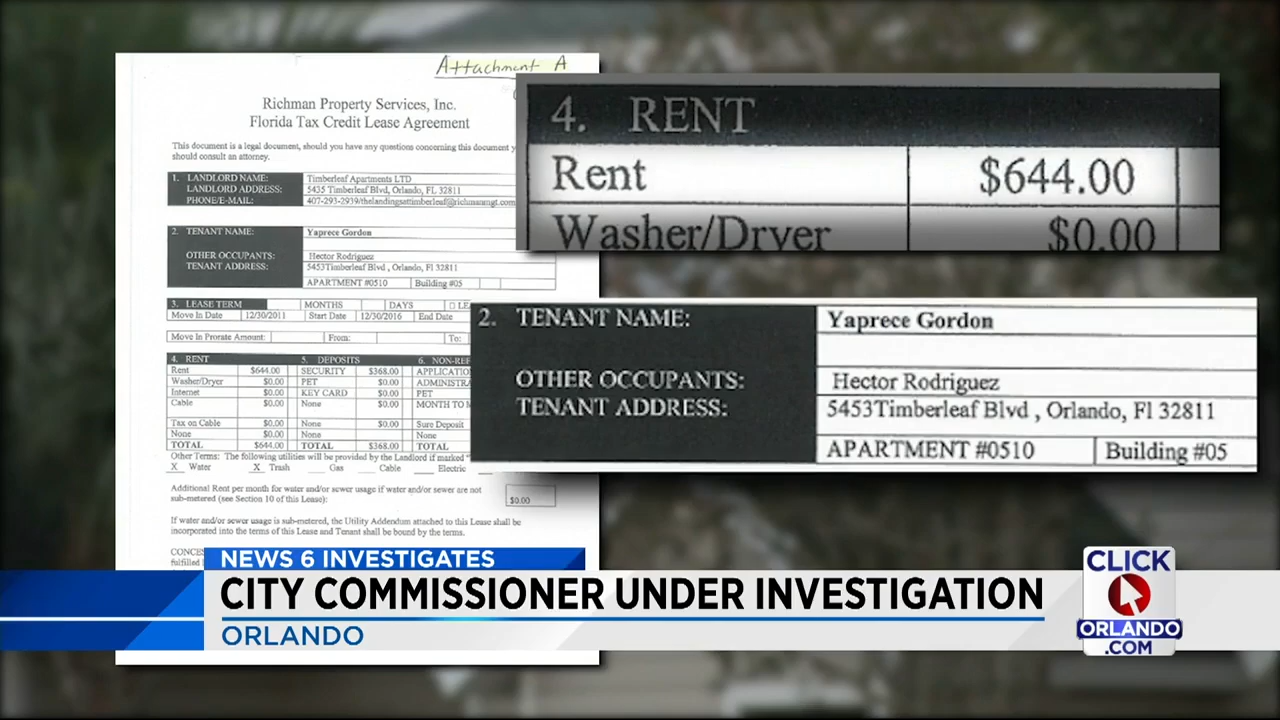 Attachment A
Richman Property Services, Inc.
Florida Tax Credit Lease Agreement
This document is a legal document, should you have any questions concerning this document
should consult an attorney.
1. LANDLORD NAME: Timberleaf Apartments LTD
LANDLORD ADDRESS: 5435 Timberleaf Blvd, Orlando, FL 32811
PHONE/E-MAIL: 407-293-2939/thelandingsattimberleaf@richmanmgt.com
2. TENANT NAME: Yaprece Gordon
OTHER OCCUPANTS: Hector Rodriguez
TENANT ADDRESS: 5453Timberleaf Blvd , Orlando, Fl 32811
APARTMENT #0510 Building #05
3. LEASE TERM MONTHS DAYS
Move In Date 12/30/2011 Start Date 12/30/2016 End Date
Move in Prorate Amount: From: To:
4. RENT 5. DEPOSITS 6. NON-REF
Rent $644.00 SECURITY $368.00 APPLICATIO
Washer/Dryer $0.00 PET $0.00 ADMINISTRA
Internet $0.00 KEY CARD $0.00 PET
Cable $0.00 None $0.00 MONTH TO M
Tax on Cable $0.00 None $0.00 Sure Deposit
None $0.00 None None
TOTAL $644.00 TOTAL $368.00 TOTAL
Other Terms: The following utilities will be provided by the Landlord if marked "
X Water X Trash Gas Cable Electric
Additional Rent per month for water and/or sewer usage if water and/or sewer are not
sub-metered (see Section 10 of this Lease): $0.00
If water and/or sewer usage is sub-metered, the Utility Addendum attached to this Lease shall be
incorporated into the terms of this Lease and Tenant shall be bound by the terms.
CONCES
fulfilled
4. RENT
Rent $644.00
Washer/Dryer $0.00
2. TENANT NAME: Yaprece Gordon
OTHER OCCUPANTS: Hector Rodriguez
TENANT ADDRESS: 5453Timberleaf Blvd , Orlando, Fl 32811
APARTMENT #0510 Building #05
NEWS 6 INVESTIGATES
CITY COMMISSIONER UNDER INVESTIGATION
ORLANDO
CLICK
ORLANDO
.COM